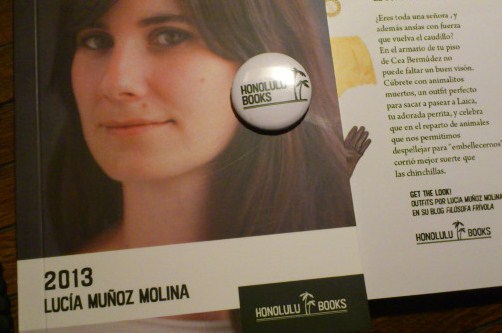 HONOLULU
BOOKS
2013
LUCÍA MUÑOZ MOLINA
HONOLULU BOOKS
¿Eres toda una señora , y
además ansías con fuerza
que vuelva el caudillo?
En el armario de tu piso
de Cea Bermúdez no
puede faltar un buen visón.
Cúbrete con animalitos
muertos, un outfit perfecto
para sacar a pasear a Laica,
tu adorada perrita, y celebra
que en el reparto de animales
que nos permitimos
despellejar para "embellecernos"
corrió mejor suerte que
las chinchillas.
GET THE LOOK!
OUTFITS POR LUCÍA MUÑOZ MOLINA
EN SU BLOG FILÓSOFA FRÍVOLA
HONOLULU BOOKS